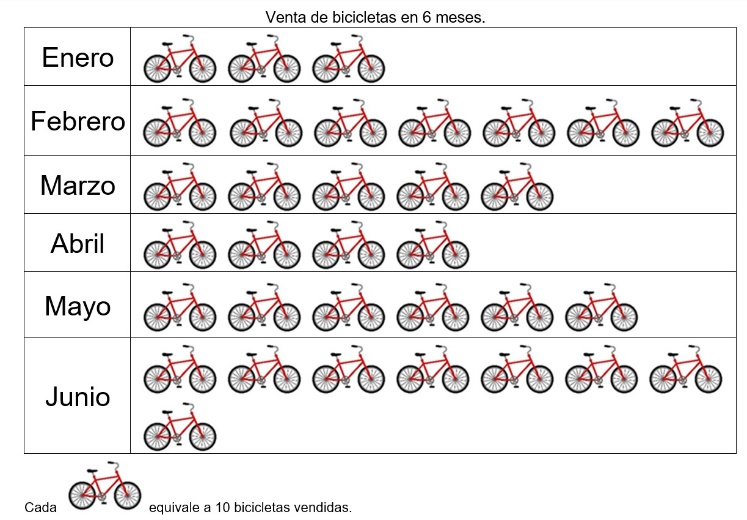 Venta de bicicletas en 6 meses.
Enero
Febrero
Marzo
Abril
Mayo
Junio
Cada equivale a 10 bicicletas vendidas.